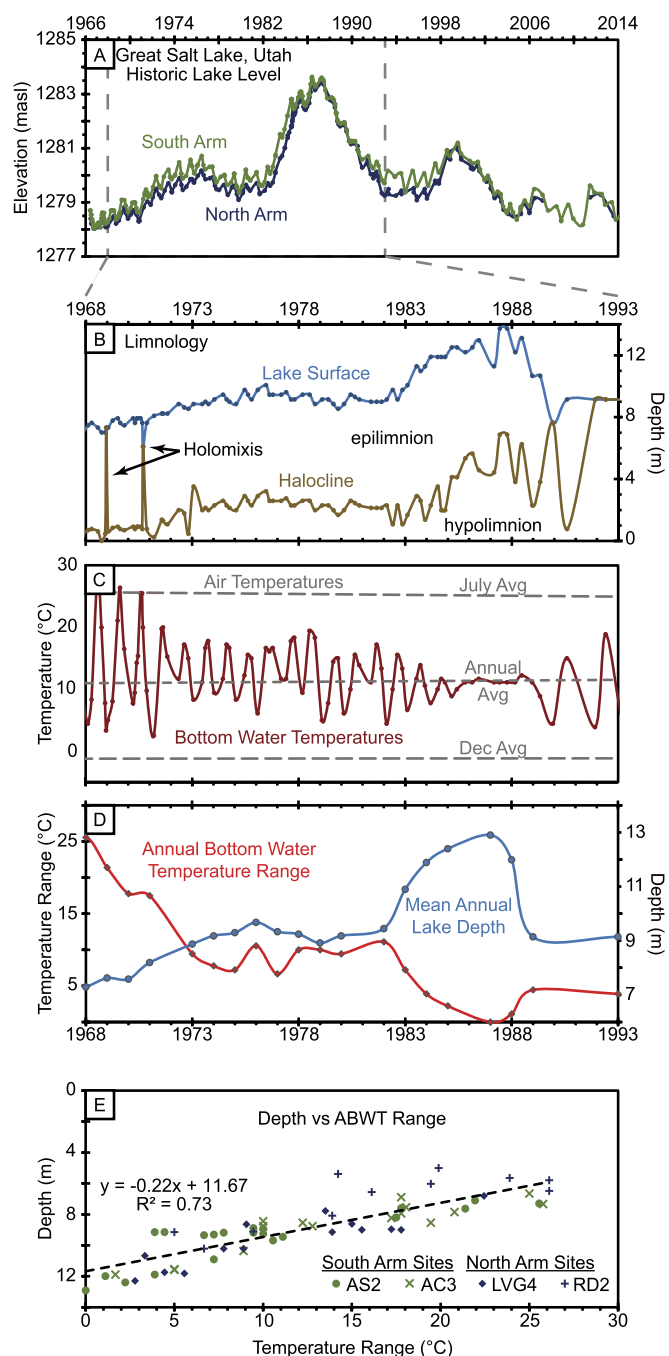 1966 1974 1976 1982 1993 1998 2006 2014
1285
1283
1281
1279
1277
Elevation (masl)
A
Great Salt Lake, Utah
Historic Lake Level
South Arm
North Arm
1968 1973 1978 1983 1988 1993
B
Limnology
Lake Surface
Holomixis
epilimnion
Halocline
hypolimnion
12
8
4
0
Depth (m)
30
20
10
0
Temperature (°C)
C
Air Temperatures
July Avg
Annual
Avg
Bottom Water Temperatures
Dec Avg
25
15
5
Temperature Range (°C)
D
Annual Bottom Water
Temperature Range
Mean Annual
Lake Depth
13
11
9
7
Depth (m)
1968 1973 1978 1983 1988 1993
0
4
8
12
Depth (m)
E
Depth vs ABWT Range
y = -0.22x + 11.67
R² = 0.73
South Arm Sites North Arm Sites
AS2 AC3 LVG4 RD2
0 5 10 15 20 25 30
Temperature Range (°C)